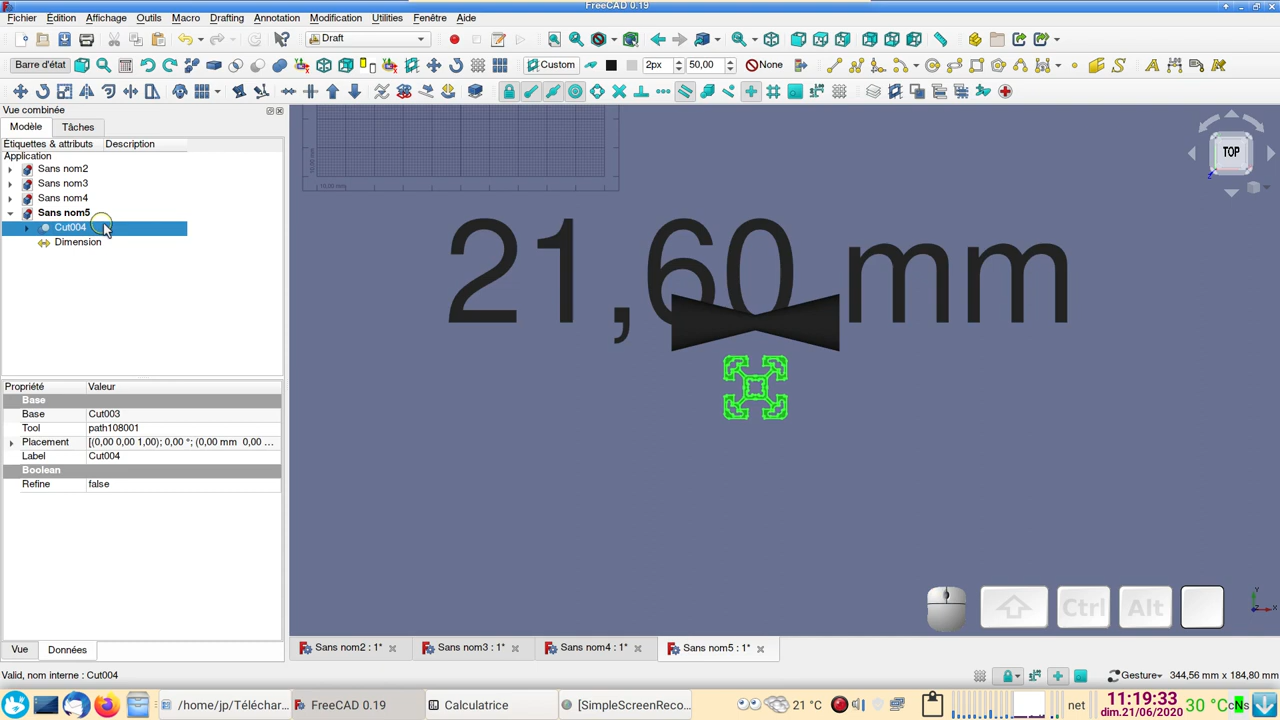 FreeCAD 0.19
Fichier Édition Affichage Outils Macro Drafting Annotation Modification Utilities Fenêtre Aide
Draft
Barre d'état Custom 2px 50,00 None
Vue combinée
Modèle Tâches
Étiquettes & attributs Description
Application
Sans nom2
Sans nom3
Sans nom4
Sans nom5
Cut004
Dimension
TOP
21,60 mm
10,00 mm
Propriété Valeur
Base
Base Cut003
Tool path108001
Placement [(0,00 0,00 1,00); 0,00 °; (0,00 mm 0,00 ...
Label Cut004
Boolean
Refine false
Ctrl Alt
Vue Données
Sans nom2 : 1* Sans nom3 : 1* Sans nom4 : 1* Sans nom5 : 1*
Valid, nom interne : Cut004 Gesture 344,56 mm x 184,80 mm
/home/jp/Téléchar... FreeCAD 0.19 Calculatrice [SimpleScreenReco... 21 °C net 11:19:33 30 °C
dim.21/06/2020